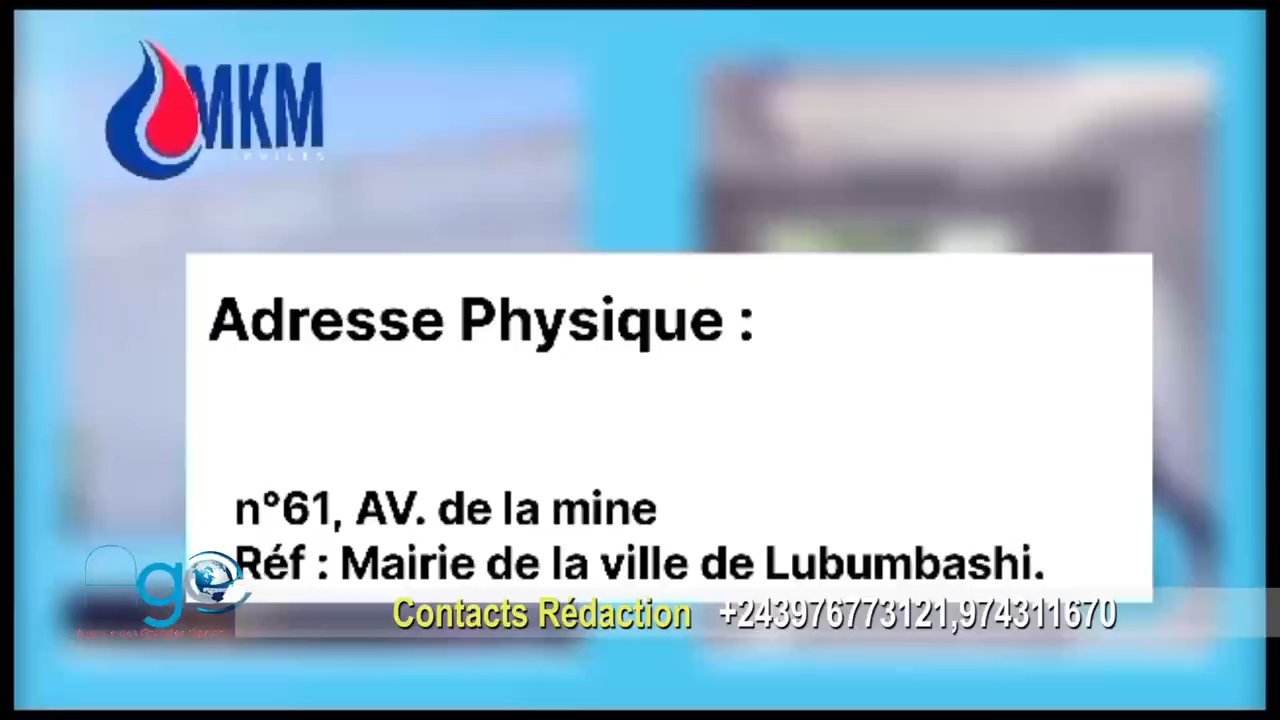 MKM
Adresse Physique :
n°61, AV. de la mine
Réf : Mairie de la ville de Lubumbashi.
Age
Contacts Rédaction +243976773121,974311670